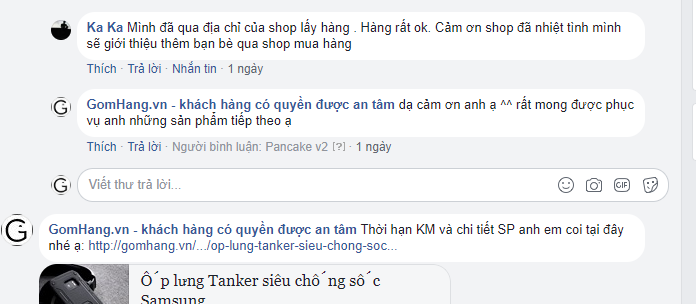 Ka Ka Mình đã qua địa chỉ của shop lấy hàng . Hàng rất ok. Cảm ơn shop đã nhiệt tình mình
sẽ giới thiệu thêm bạn bè qua shop mua hàng
Thích · Trả lời · Nhắn tin · 1 ngày
GomHang.vn - khách hàng có quyền được an tâm dạ cảm ơn anh ạ ^^ rất mong được phục
vụ anh những sản phẩm tiếp theo ạ
Thích · Trả lời · Người bình luận: Pancake v2 [?] · 1 ngày
Viết thư trả lời...
GIF
GomHang.vn - khách hàng có quyền được an tâm Thời hạn KM và chi tiết SP anh em coi tại đây
nhé ạ: http://gomhang.vn/.../op-lung-tanker-sieu-chong-soc...
Ốp lưng Tanker siêu chống sốc
Samsung